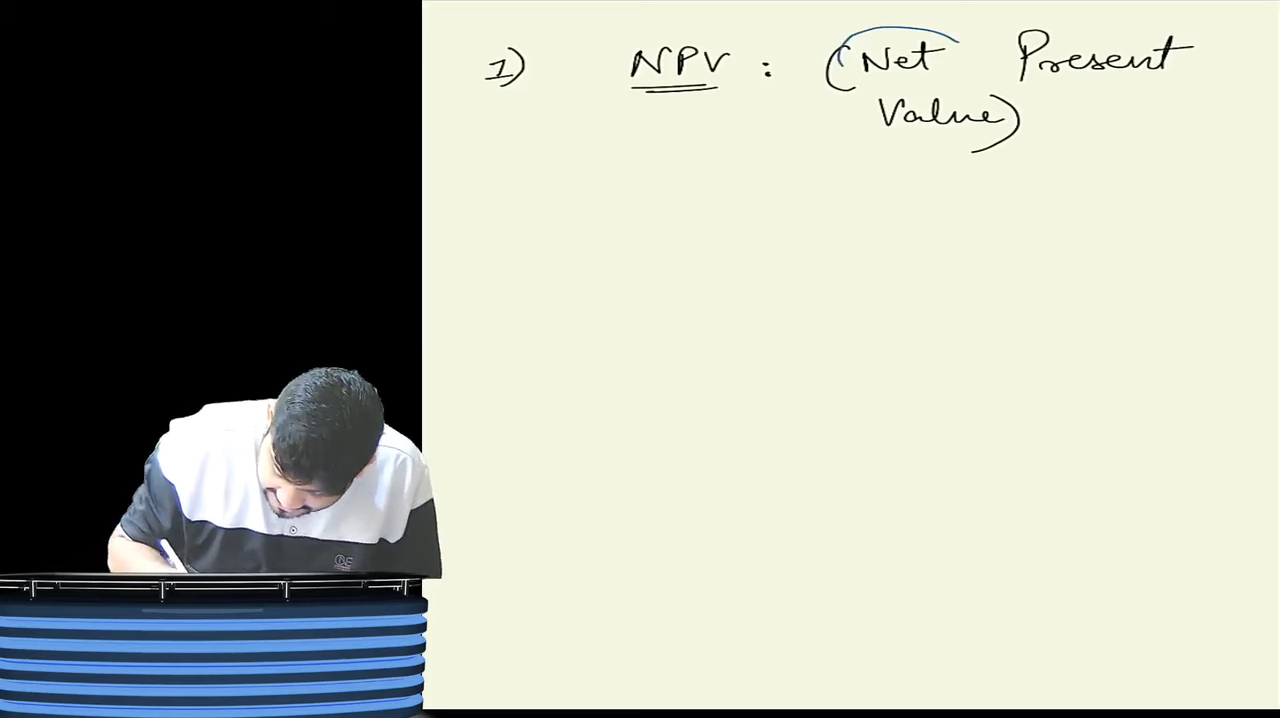 1) NPV : (Net Present
Value)